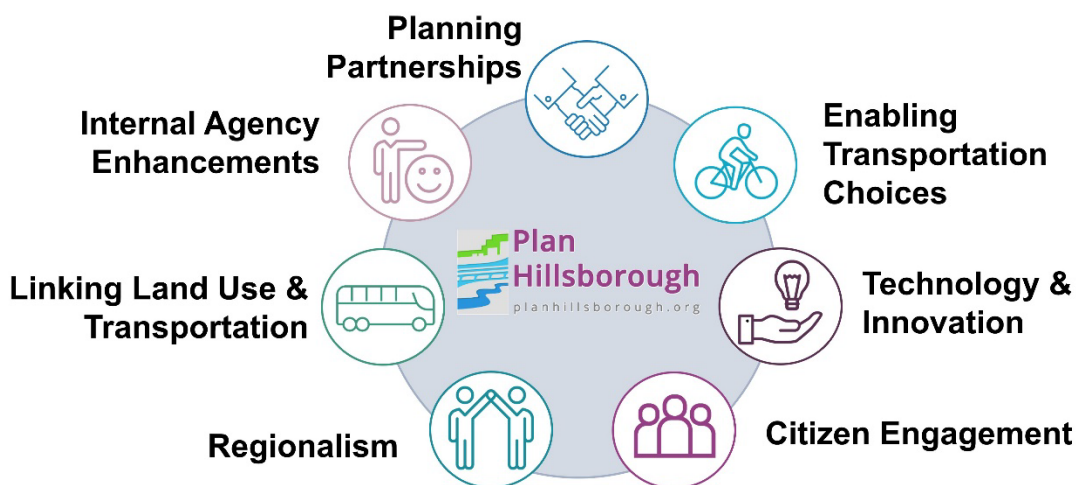 Planning
Partnerships
Enabling
Transportation
Choices
Technology &
Innovation
Citizen Engagement
Regionalism
Linking Land Use &
Transportation
Internal Agency
Enhancements
Plan
Hillsborough
planhillsborough.org